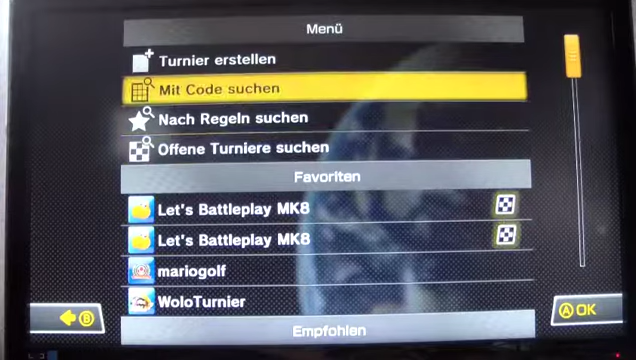 Menü
Turnier erstellen
Mit Code suchen
Nach Regeln suchen
Offene Turniere suchen
Favoriten
Let's Battleplay MK8
Let's Battleplay MK8
mariogolf
WoloTurnier
B
A OK
Empfohlen